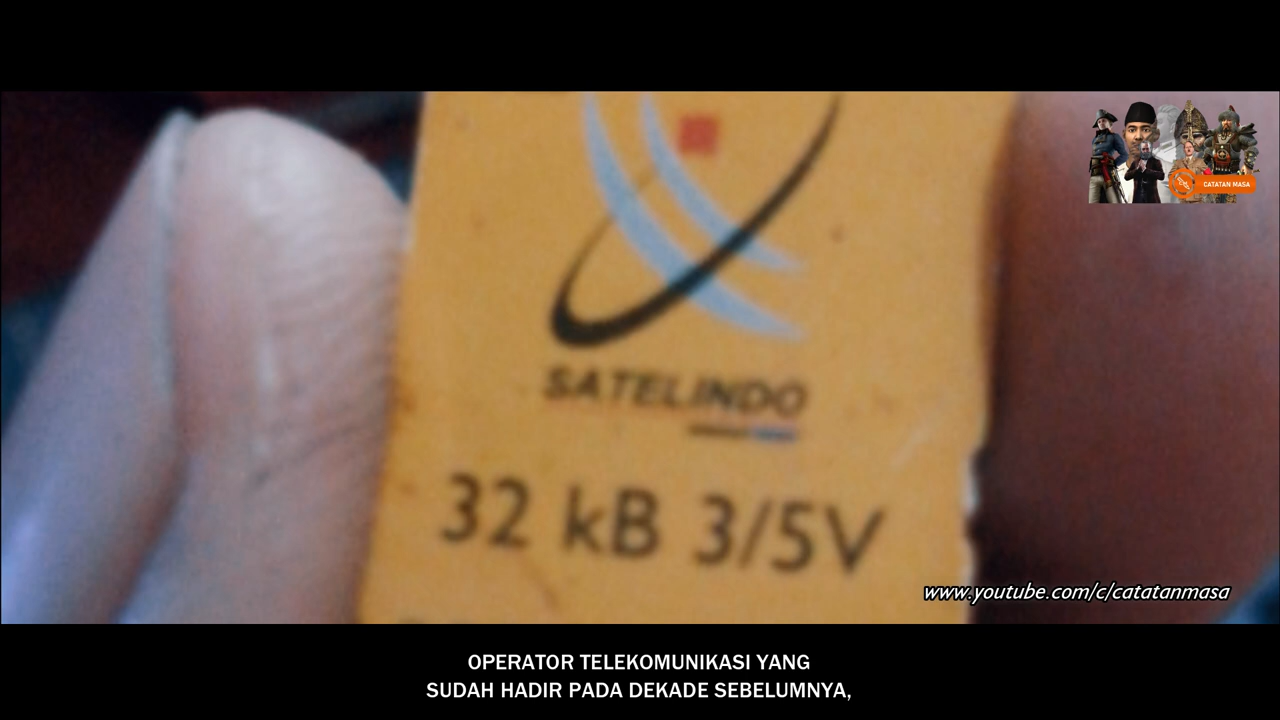 CATATAN MASA
SATELINDO
32 kB 3/5V
www.youtube.com/c/catatanmasa
OPERATOR TELEKOMUNIKASI YANG
SUDAH HADIR PADA DEKADE SEBELUMNYA,